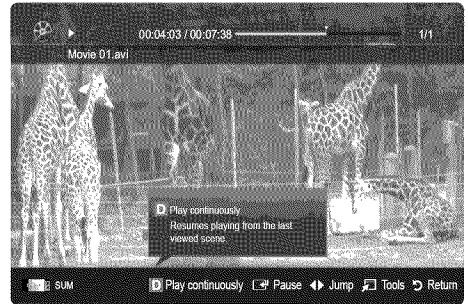 00:04:03 / 00:07:38 1/1
Movie 01.avi
D Play continuously
Resumes playing from the last
viewed scene
SUM D Play continuously Pause Jump Tools Return